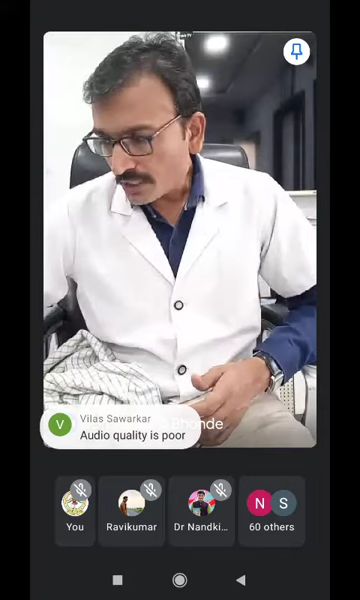 Vilas Sawarkar
Audio quality is poor
You
Ravikumar
Dr Nandki...
N
S
60 others
V